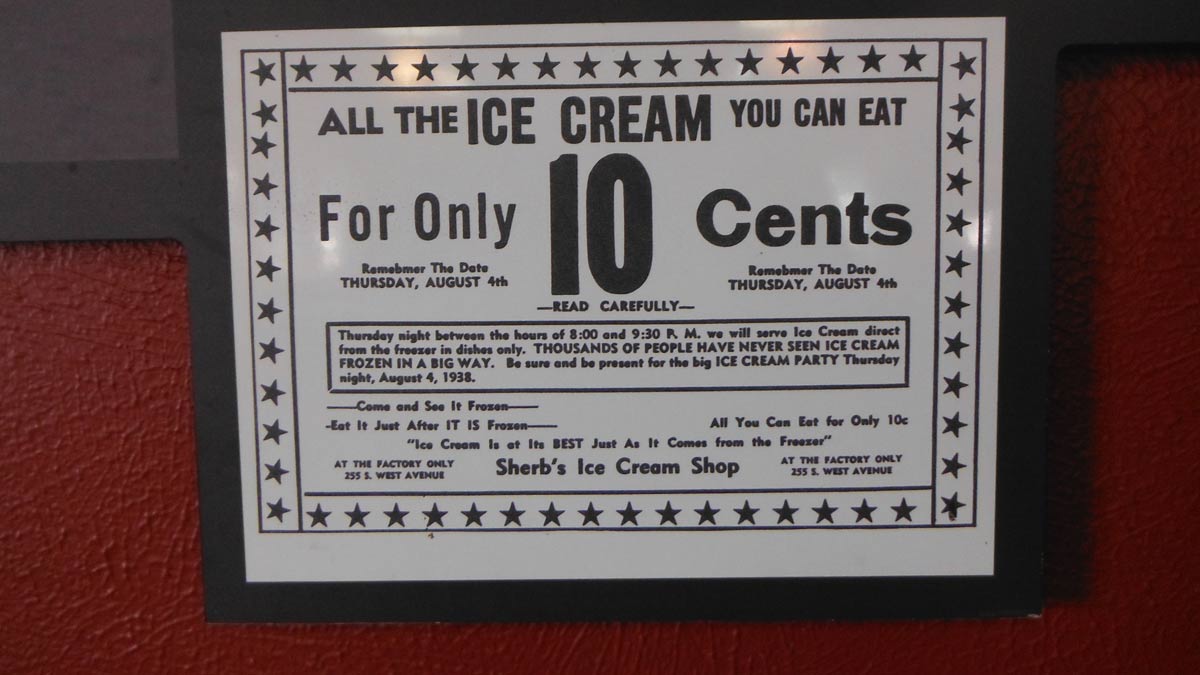 ALL THE ICE CREAM YOU CAN EAT
For Only 10 Cents
Remebmer The Date
THURSDAY, AUGUST 4th
Remebmer The Date
THURSDAY, AUGUST 4th
—READ CAREFULLY—
Thursday night between the hours of 8:00 and 9:30 P. M. we will serve Ice Cream direct
from the freezer in dishes only. THOUSANDS OF PEOPLE HAVE NEVER SEEN ICE CREAM
FROZEN IN A BIG WAY. Be sure and be present for the big ICE CREAM PARTY Thursday
night, August 4, 1938.
——Come and See It Frozen——
-Eat It Just After IT IS Frozen——
All You Can Eat for Only 10c
"Ice Cream Is at Its BEST Just As It Comes from the Freezer"
AT THE FACTORY ONLY
255 S. WEST AVENUE
Sherb's Ice Cream Shop
AT THE FACTORY ONLY
255 S. WEST AVENUE